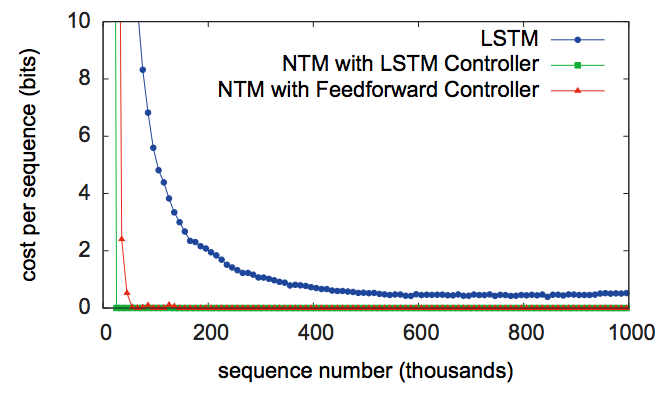 10
8
6
4
2
0
cost per sequence (bits)
LSTM
NTM with LSTM Controller
NTM with Feedforward Controller
0 200 400 600 800 1000
sequence number (thousands)